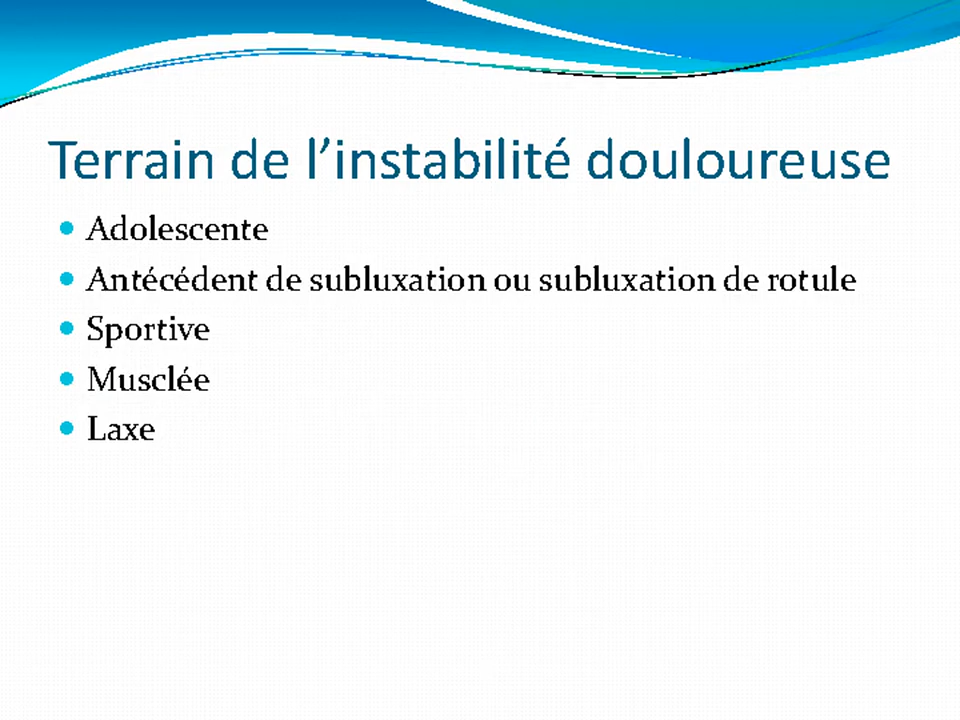 Terrain de l’instabilité douloureuse
• Adolescente
• Antécédent de subluxation ou subluxation de rotule
• Sportive
• Musclée
• Laxe